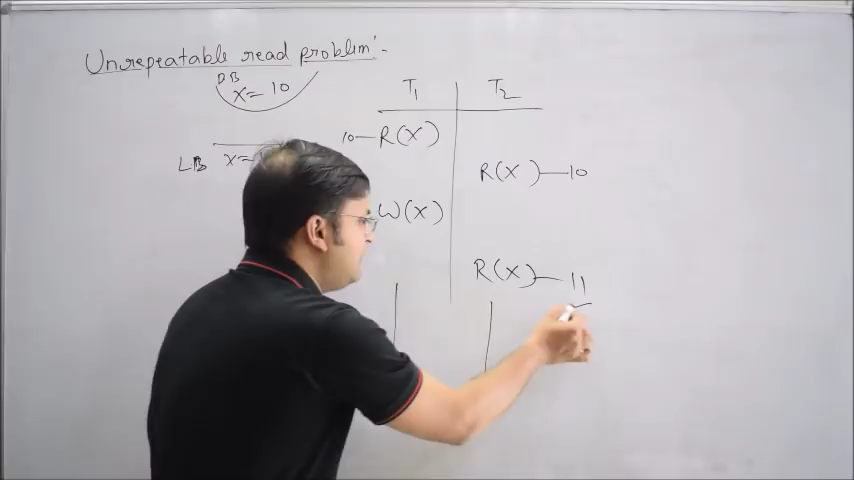 Unrepeatable read problem:-
DB
x= 10
T1 T2
10—R(X)
R(X)—10
LB x=
W(X)
R(X)—11